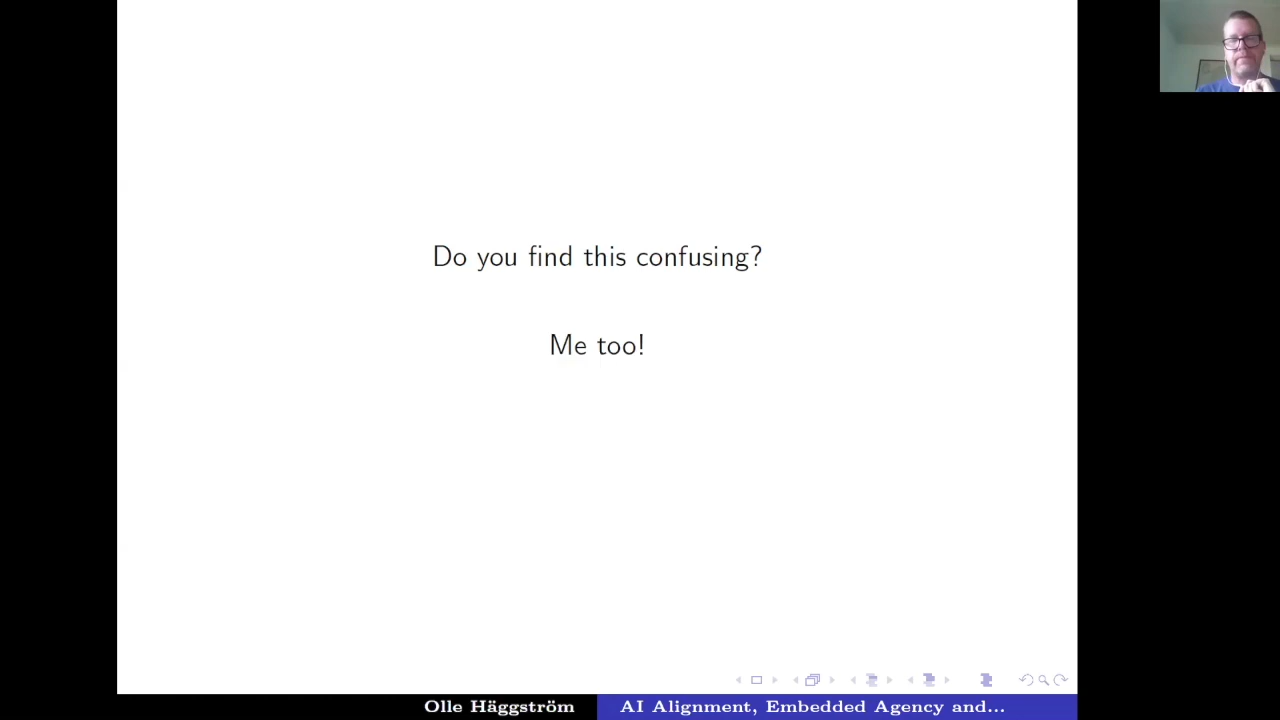 Do you find this confusing?
Me too!
Olle Häggström
AI Alignment, Embedded Agency and...